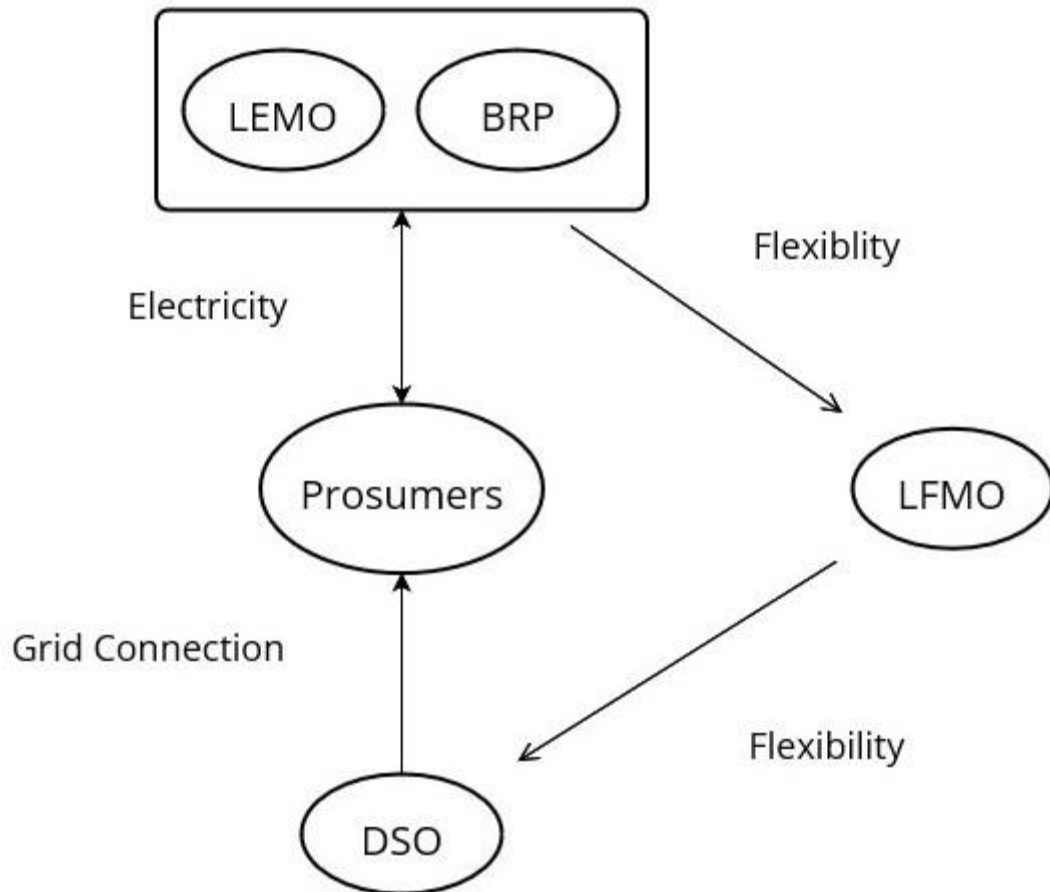 LEMO
BRP
Flexiblity
Electricity
Prosumers
LFMO
Grid Connection
Flexibility
DSO